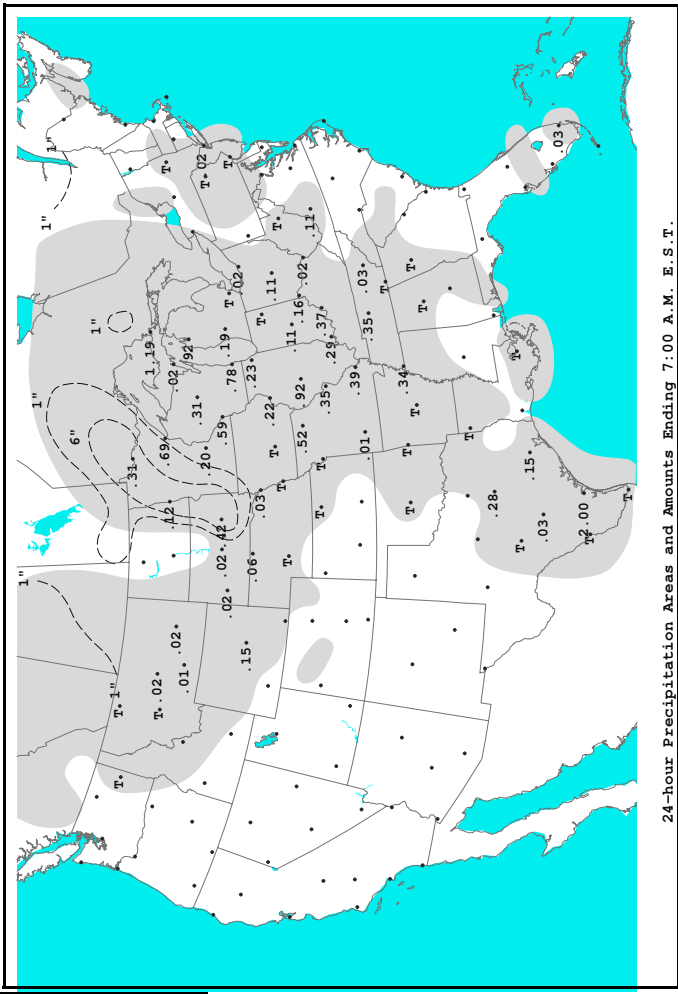 1"
1"
1"
1"
6"
1"
1"
T
T
.31
1.19
T .02
.69
T
.12
.02
.02
.01
.92
.31
.20
.02
T
.42
.02
.59
.19
.02
T
T
.78
.02
.15
.06
.23
.03
T
.22
.11
T
T
T
T
.11
.16
.92
.52
.02
.11
T
T
.37
.35
.29
.39
.01
.03
.35
T
.34
T
T
T
T
T
T
.28
T
T
.15
.03
.03
2.00
T
T
24-hour Precipitation Areas and Amounts Ending 7:00 A.M. E.S.T.